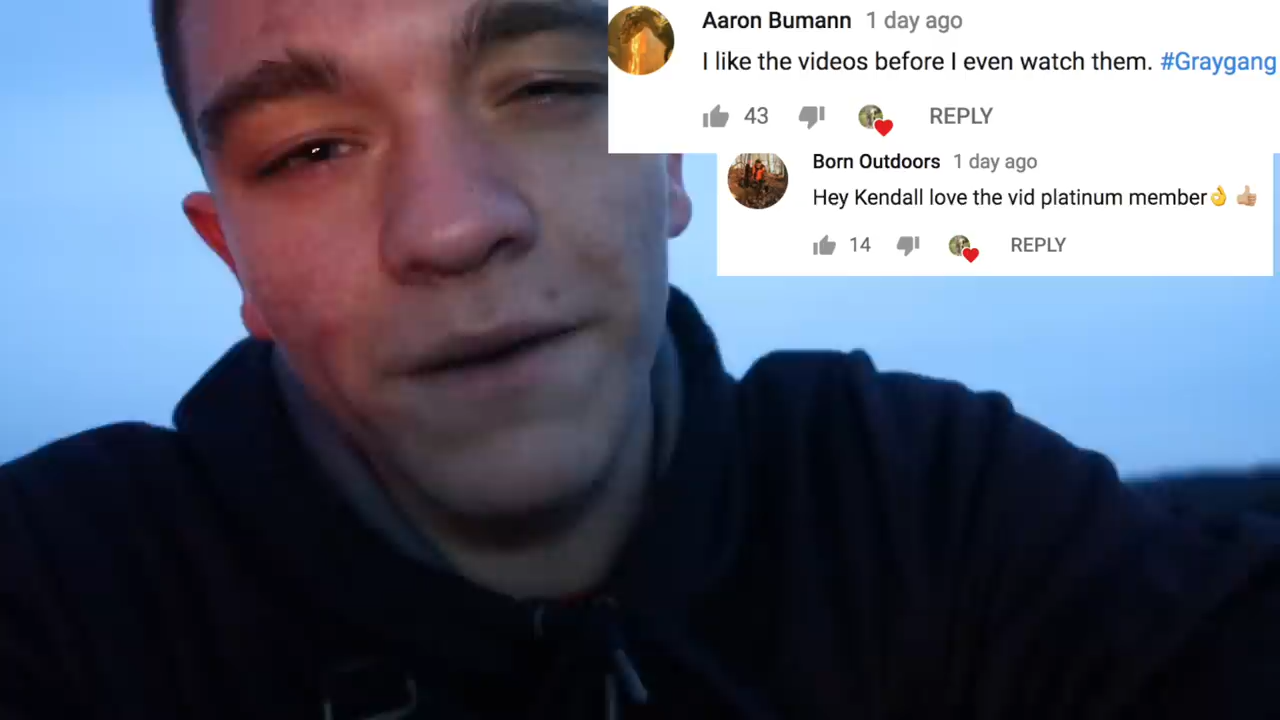 Aaron Bumann 1 day ago
I like the videos before I even watch them. #Graygang
43 REPLY
Born Outdoors 1 day ago
Hey Kendall love the vid platinum member👌🏼 👍🏼
14 REPLY